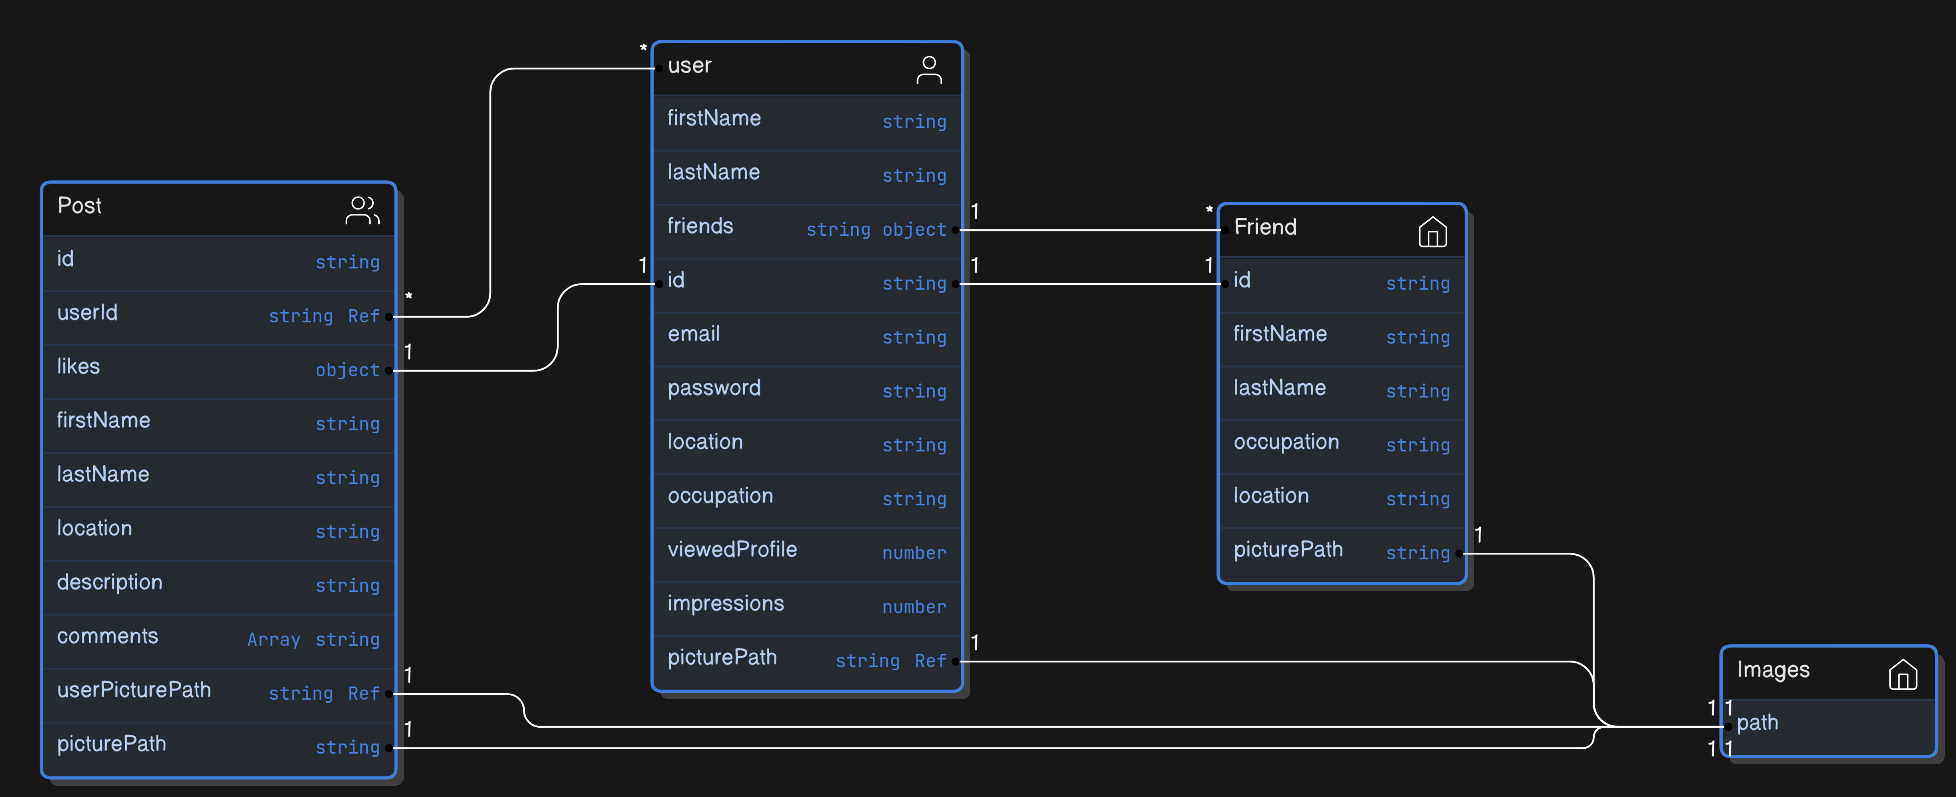 Post
id string
userId string Ref *
likes object 1
firstName string
lastName string
location string
description string
comments Array string
userPicturePath string Ref 1
picturePath string 1
* user
firstName string
lastName string
friends string object 1
1 id string 1
email string
password string
location string
occupation string
viewedProfile number
impressions number
picturePath string Ref 1
* Friend
1 id string
firstName string
lastName string
occupation string
location string
picturePath string 1
Images
1 1
path
1 1